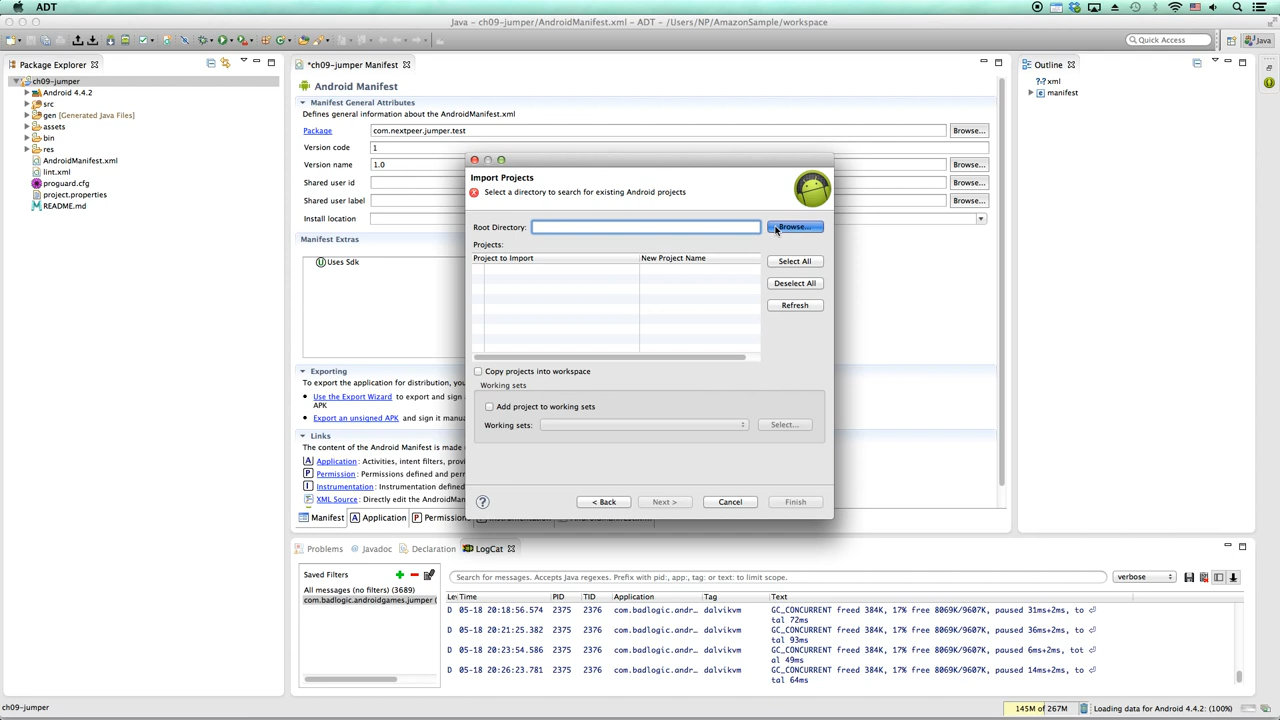 ADT
Java - ch09-jumper/AndroidManifest.xml - ADT - /Users/NP/AmazonSample/workspace
Quick Access
Java
Package Explorer
ch09-jumper
Android 4.4.2
src
gen [Generated Java Files]
assets
bin
res
AndroidManifest.xml
lint.xml
proguard.cfg
project.properties
README.md
*ch09-jumper Manifest
Android Manifest
Manifest General Attributes
Defines general information about the AndroidManifest.xml
Package
com.nextpeer.jumper.test
Browse...
Version code
1
Version name
1.0
Browse...
Shared user id
Browse...
Shared user label
Browse...
Install location
Manifest Extras
Uses Sdk
U
Exporting
To export the application for distribution, you
Use the Export Wizard to export and sign
APK
Export an unsigned APK and sign it manua
Links
The content of the Android Manifest is made
A Application: Activities, intent filters, provi
P Permission: Permissions defined and perm
I Instrumentation: Instrumentation defined
XML Source: Directly edit the AndroidMan
Manifest
A Application
P Permissions
Import Projects
Select a directory to search for existing Android projects
Root Directory:
Browse...
Projects:
Project to Import
New Project Name
Select All
Deselect All
Refresh
Copy projects into workspace
Working sets
Add project to working sets
Working sets:
Select...
?
< Back
Next >
Cancel
Finish
Outline
xml
manifest
Problems
Javadoc
Declaration
LogCat
Saved Filters
All messages (no filters) (3689)
com.badlogic.androidgames.jumper (
Search for messages. Accepts Java regexes. Prefix with pid:, app:, tag: or text: to limit scope.
verbose
Le Time PID TID Application Tag Text
D 05-18 20:18:56.574 2375 2376 com.badlogic.andr… dalvikvm GC_CONCURRENT freed 384K, 17% free 8069K/9607K, paused 31ms+2ms, to
tal 72ms
D 05-18 20:21:25.382 2375 2376 com.badlogic.andr… dalvikvm GC_CONCURRENT freed 384K, 17% free 8069K/9607K, paused 36ms+2ms, to
tal 93ms
D 05-18 20:23:54.586 2375 2376 com.badlogic.andr… dalvikvm GC_CONCURRENT freed 384K, 17% free 8069K/9607K, paused 6ms+2ms, tot
al 49ms
D 05-18 20:26:23.781 2375 2376 com.badlogic.andr… dalvikvm GC_CONCURRENT freed 384K, 17% free 8069K/9607K, paused 14ms+2ms, to
tal 64ms
ch09-jumper
145M of 267M
Loading data for Android 4.4.2: (100%)